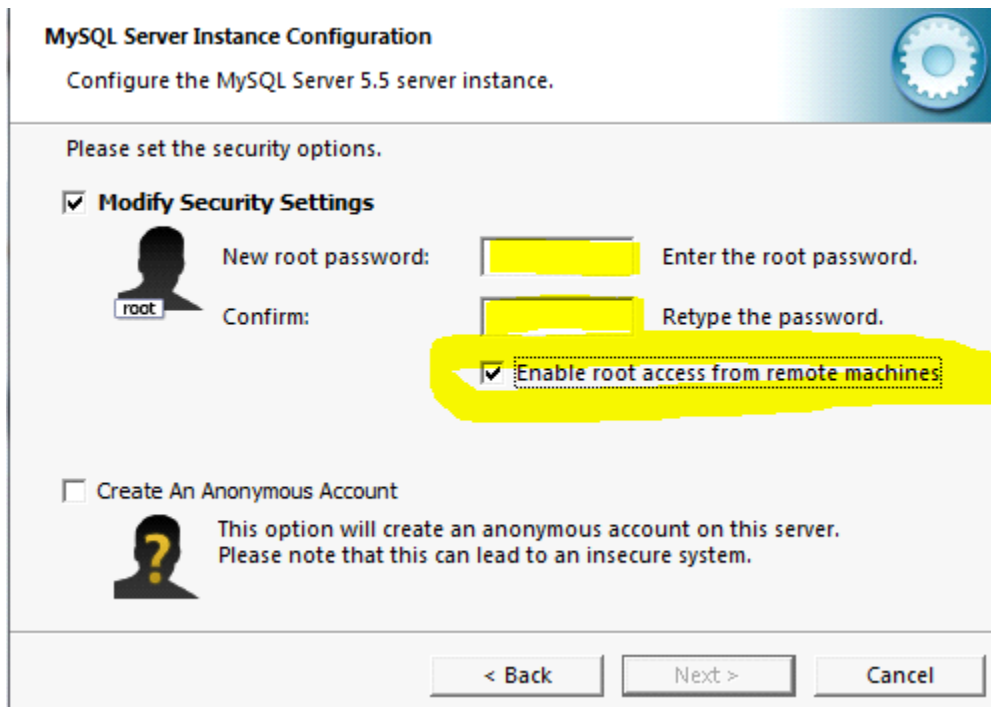 MySQL Server Instance Configuration
Configure the MySQL Server 5.5 server instance.
Please set the security options.
Modify Security Settings
New root password:
Enter the root password.
root
Confirm:
Retype the password.
Enable root access from remote machines
Create An Anonymous Account
This option will create an anonymous account on this server.
Please note that this can lead to an insecure system.
?
< Back
Next >
Cancel